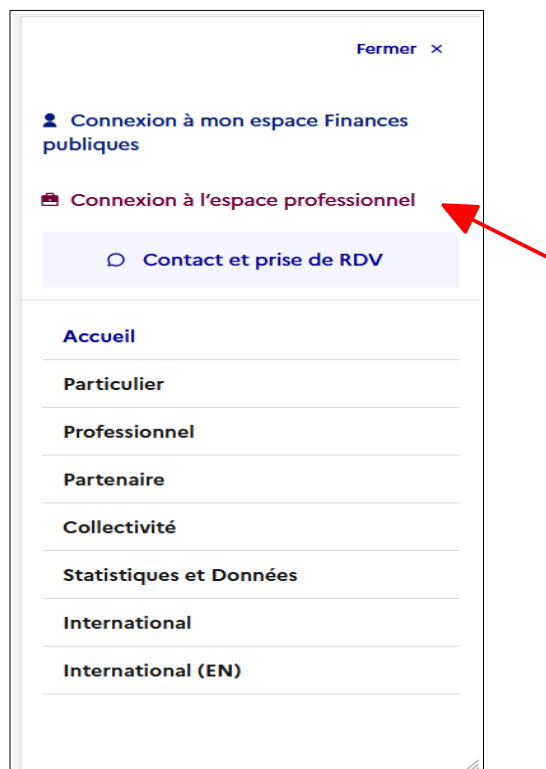 Fermer ×
Connexion à mon espace Finances
publiques
Connexion à l’espace professionnel
Contact et prise de RDV
Accueil
Particulier
Professionnel
Partenaire
Collectivité
Statistiques et Données
International
International (EN)